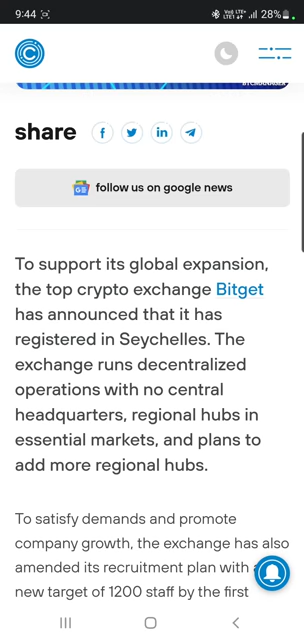 9:44
Vo)) LTE+
LTE1
28%
share
follow us on google news
To support its global expansion,
the top crypto exchange Bitget
has announced that it has
registered in Seychelles. The
exchange runs decentralized
operations with no central
headquarters, regional hubs in
essential markets, and plans to
add more regional hubs.
To satisfy demands and promote
company growth, the exchange has also
amended its recruitment plan with
new target of 1200 staff by the first